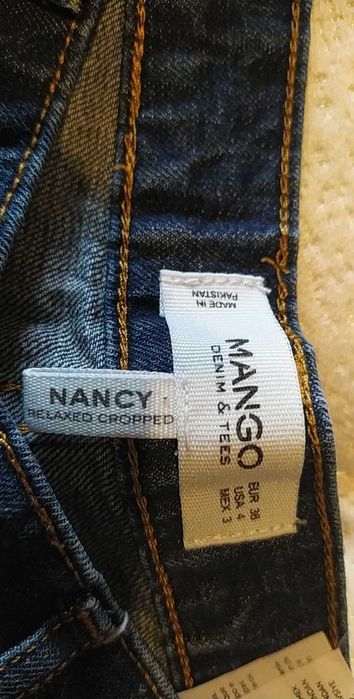 MADE IN
PAKISTAN
MANGO
DENIM & TEES
EUR 36
USA 4
MEX 3
NANCY
RELAXED CROPPED